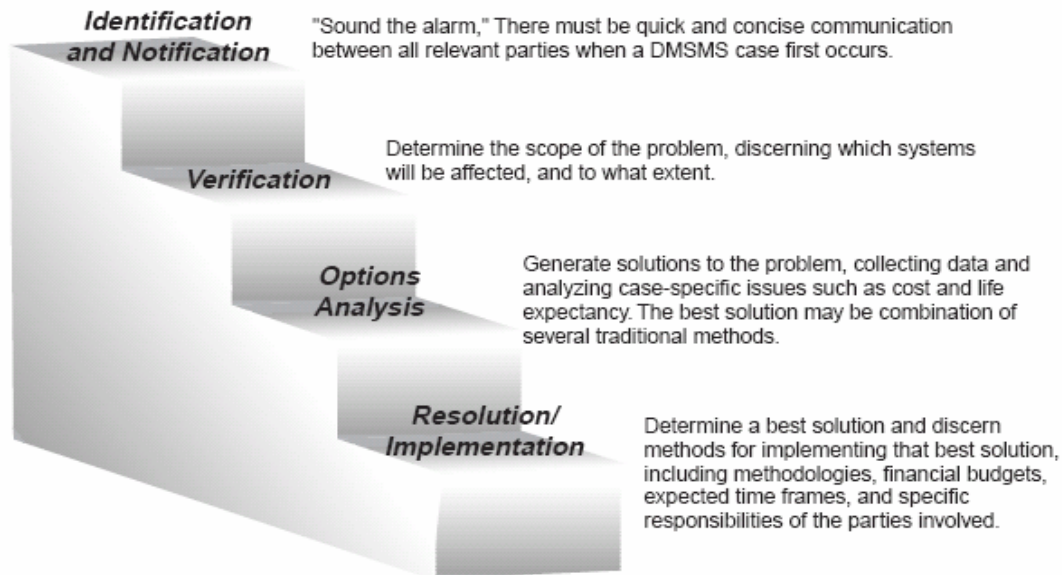 Identification
and Notification
"Sound the alarm," There must be quick and concise communication
between all relevant parties when a DMSMS case first occurs.
Verification
Determine the scope of the problem, discerning which systems
will be affected, and to what extent.
Options
Analysis
Generate solutions to the problem, collecting data and
analyzing case-specific issues such as cost and life
expectancy. The best solution may be combination of
several traditional methods.
Resolution/
Implementation
Determine a best solution and discern
methods for implementing that best solution,
including methodologies, financial budgets,
expected time frames, and specific
responsibilities of the parties involved.